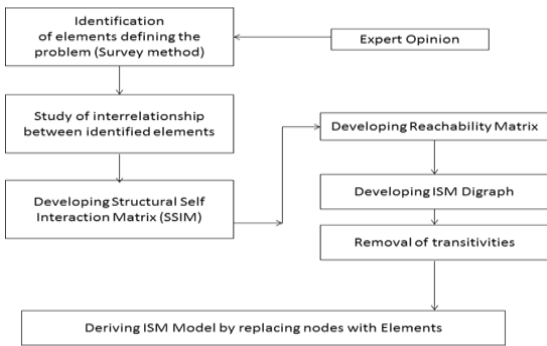 Identification
of elements defining the
problem (Survey method)
Expert Opinion
Study of interrelationship
between identified elements
Developing Structural Self
Interaction Matrix (SSIM)
Developing Reachability Matrix
Developing ISM Digraph
Removal of transitivities
Deriving ISM Model by replacing nodes with Elements